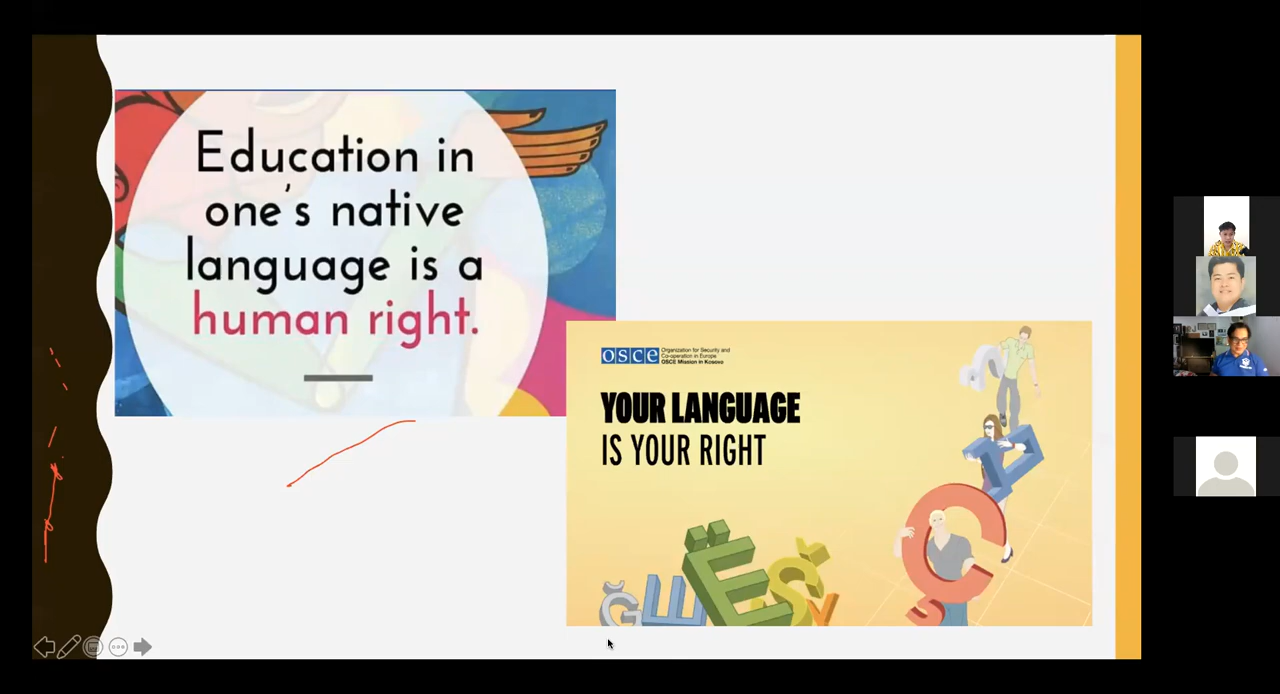 Education in
one's native
language is a
human right.
osce
Organization for Security and
Co-operation in Europe
OSCE Mission in Kosovo
YOUR LANGUAGE
IS YOUR RIGHT
Ğ Ш Ë S Y
A
Ç
S